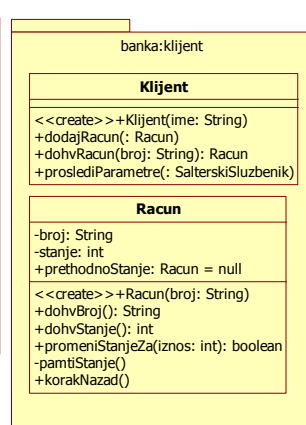 banka:klijent
Klijent
<<create>>+Klijent(ime: String)
+dodajRacun(: Racun)
+dohvRacun(broj: String): Racun
+proslediParametre(: SalterskiSluzbenik)
Racun
-broj: String
-stanje: int
+prethodnoStanje: Racun = null
<<create>>+Racun(broj: String)
+dohvBroj(): String
+dohvStanje(): int
+promeniStanjeZa(iznos: int): boolean
-pamtiStanje()
+korakNazad()